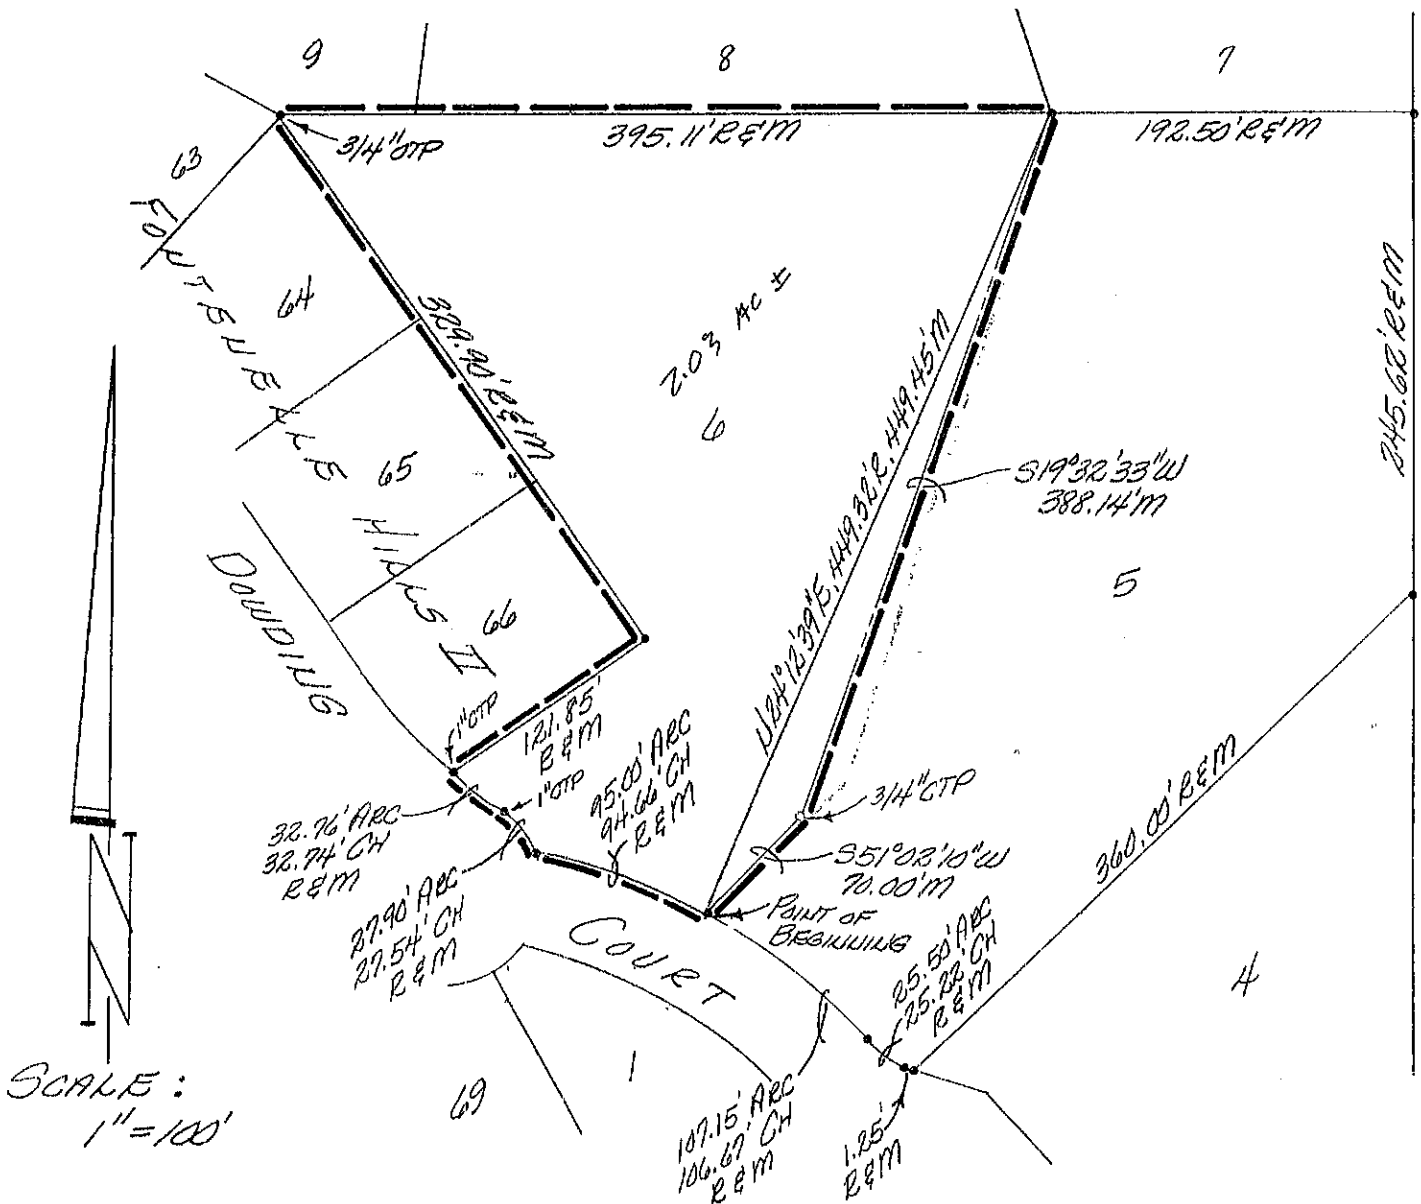 9
8
7
3/4" OTP
395.11' R&M
192.50' R&M
63
FONTENELLE HILLS II
64
329.90' R&M
2.03 AC ±
6
N24°12'39"E, 449.32'R, 449.45'M
245.62' R&M
65
S19°32'33"W
388.14'M
5
DOWDING
66
1" OTP
121.85'
R&M
1" OTP
95.00' ARC
94.66' CH
R&M
3/4" CTP
32.76' ARC
32.74' CH
R&M
S51°02'10"W
70.00'M
360.00' R&M
27.90' ARC
27.54' CH
R&M
POINT OF
BEGINNING
COURT
25.50' ARC
25.22' CH
R&M
4
N
SCALE:
1"=100'
69
1
107.15' ARC
106.67' CH
R&M
1.25'
R&M